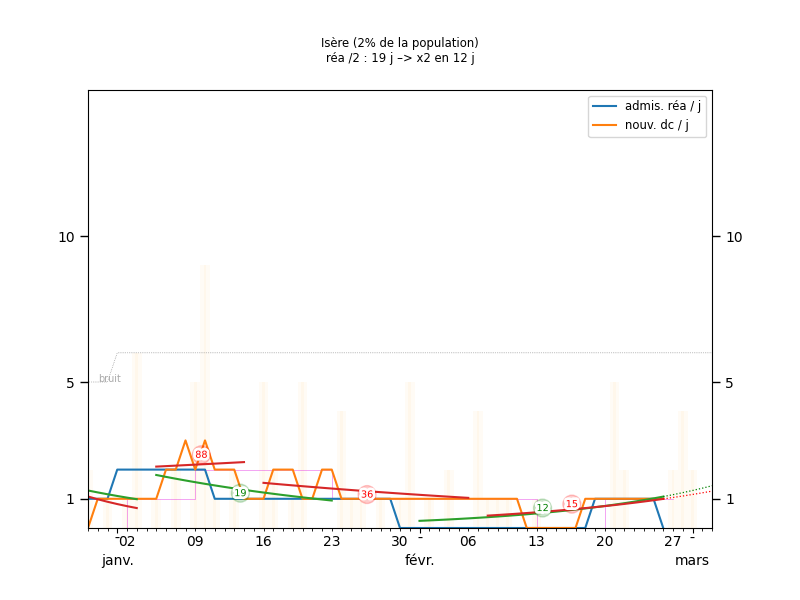 Isère (2% de la population)
réa /2 : 19 j –> x2 en 12 j
admis. réa / j
nouv. dc / j
10 10
bruit
5 5
88
19
36
12
15
1 1
02 09 16 23 30 06 13 20 27
janv. févr. mars